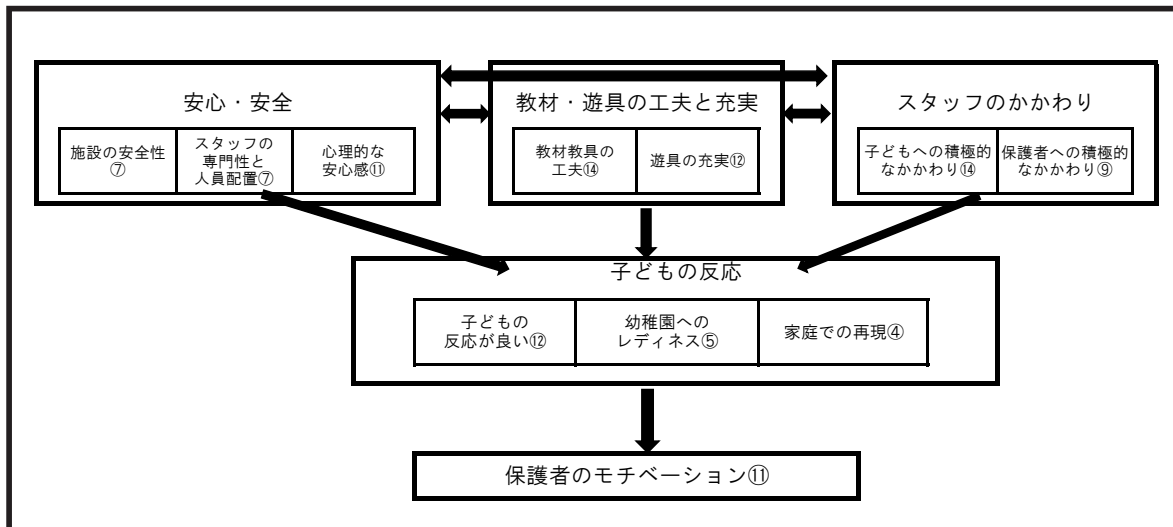 安心・安全
施設の安全性
⑦
スタッフの
専門性と
人員配置⑦
心理的な
安心感⑪
教材・遊具の工夫と充実
教材教具の
工夫⑭
遊具の充実⑫
スタッフのかかわり
子どもへの積極的
なかかわり⑭
保護者への積極的
なかかわり⑨
子どもの反応
子どもの
反応が良い⑫
幼稚園への
レディネス⑤
家庭での再現④
保護者のモチベーション⑪